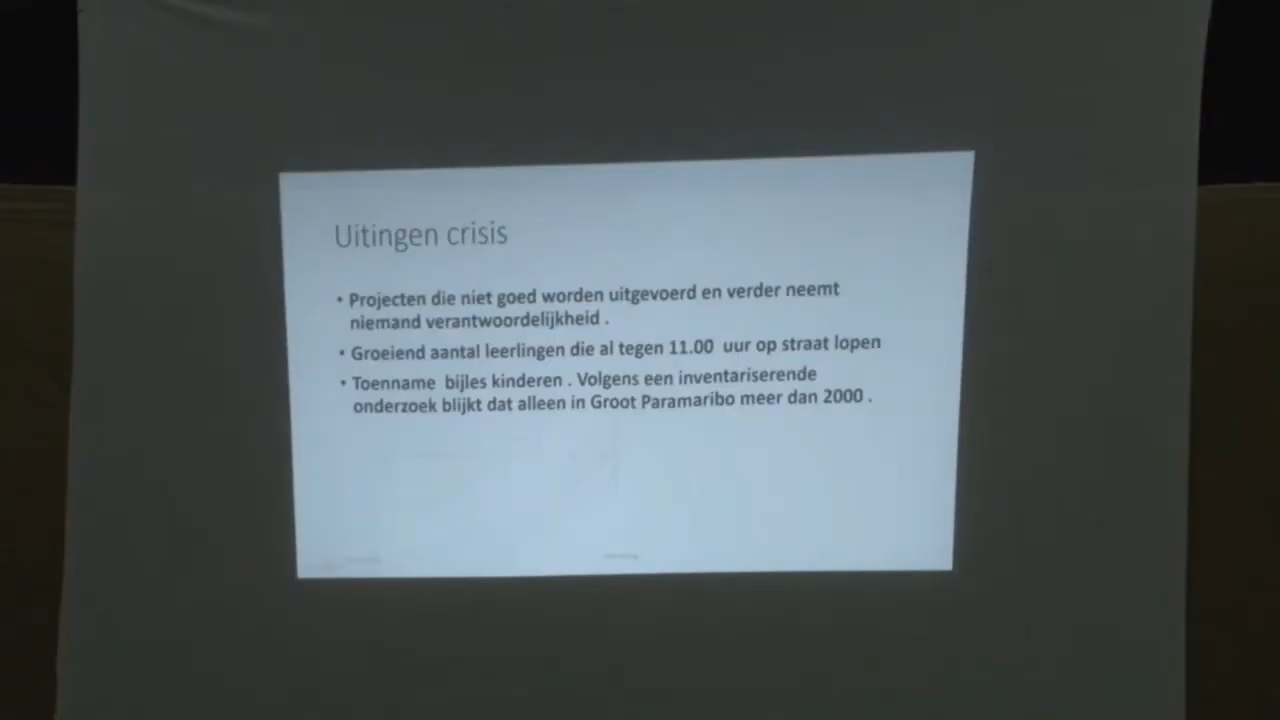 Uitingen crisis
• Projecten die niet goed worden uitgevoerd en verder neemt
niemand verantwoordelijkheid .
• Groeiend aantal leerlingen die al tegen 11.00 uur op straat lopen
• Toenname bijles kinderen . Volgens een inventariserende
onderzoek blijkt dat alleen in Groot Paramaribo meer dan 2000 .